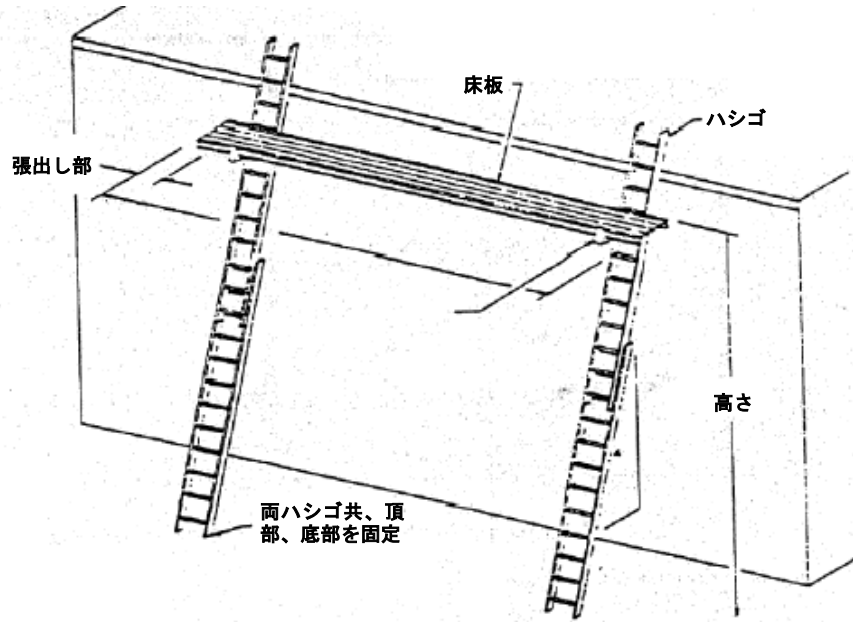 床板
ハシゴ
張出し部
高さ
両ハシゴ共、頂
部、底部を固定